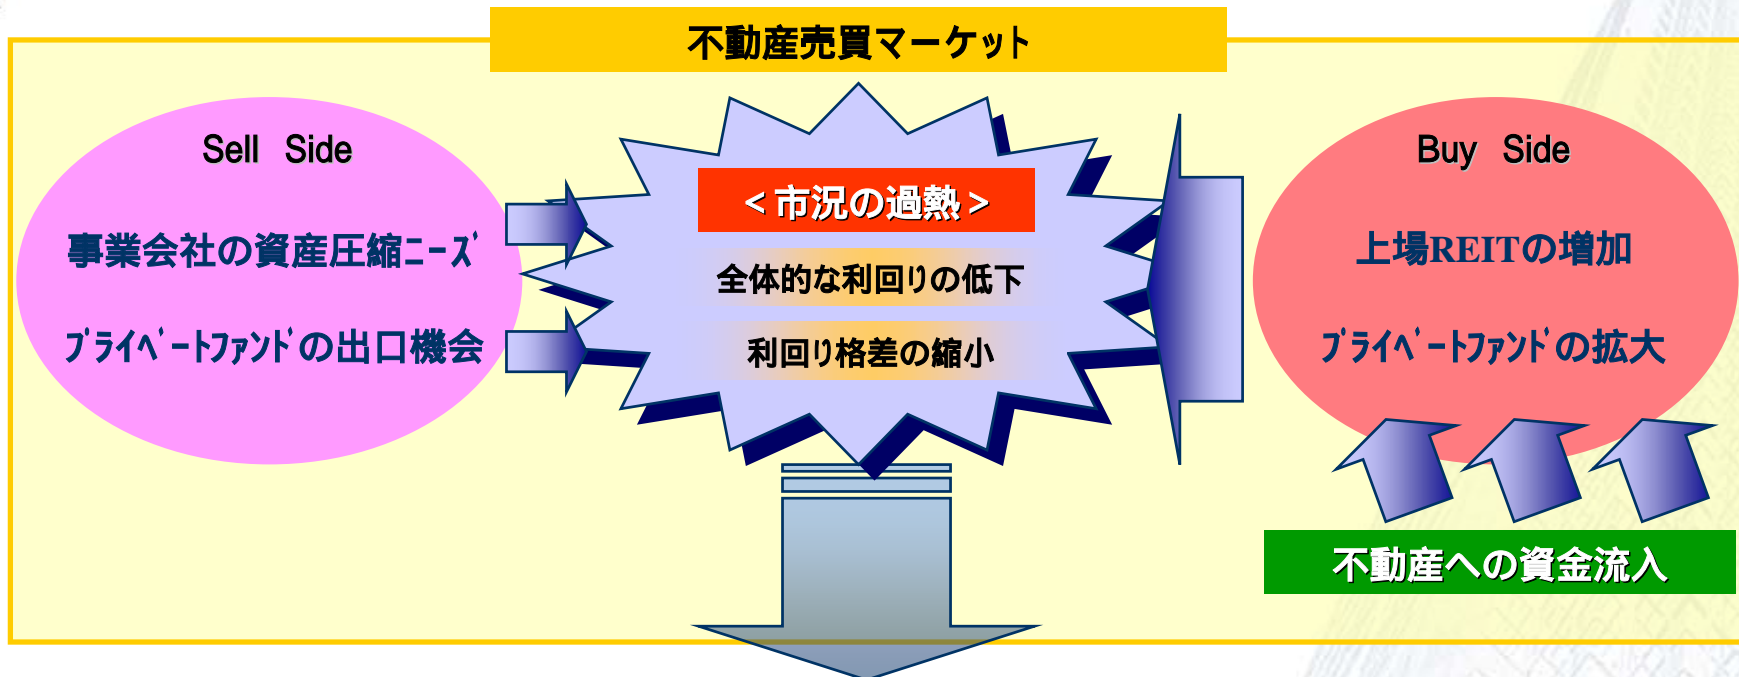 不動産売買マーケット
Sell Side
事業会社の資産圧縮ﾆｰｽﾞ
ﾌﾟﾗｲﾍﾞｰﾄﾌｧﾝﾄﾞの出口機会
＜市況の過熱＞
全体的な利回りの低下
利回り格差の縮小
Buy Side
上場REITの増加
ﾌﾟﾗｲﾍﾞｰﾄﾌｧﾝﾄﾞの拡大
不動産への資金流入